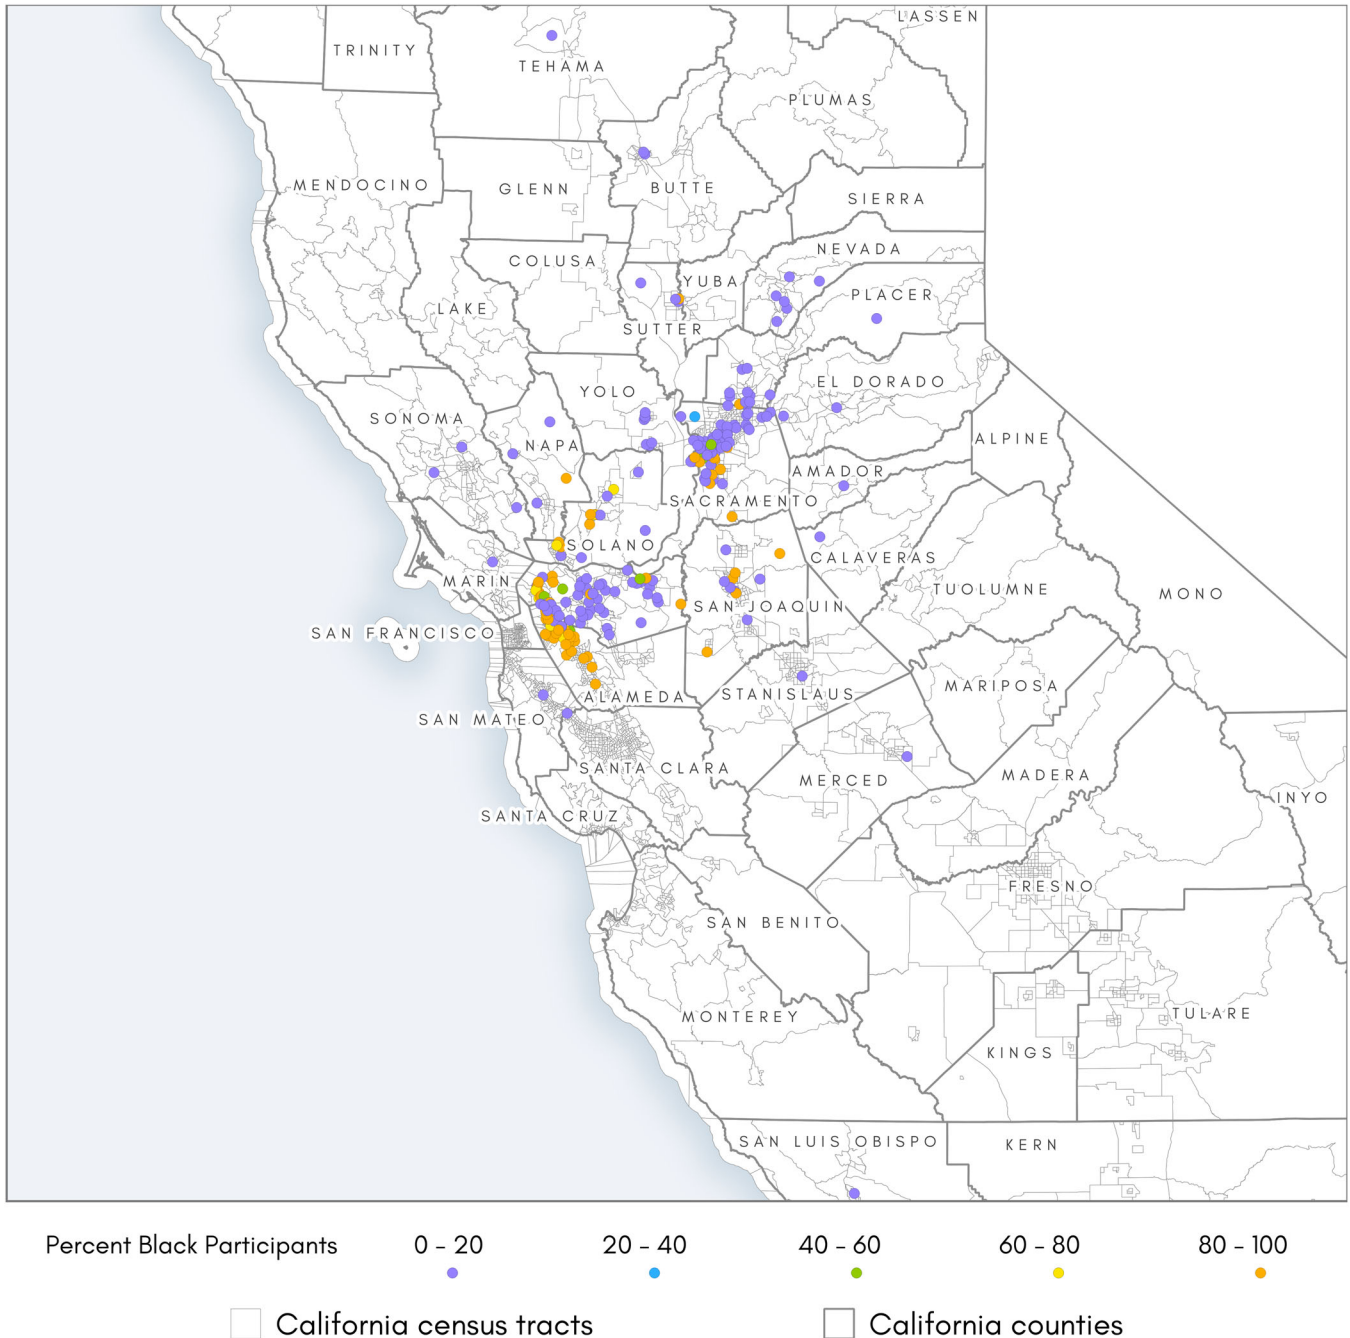 LASSEN
TRINITY
TEHAMA
PLUMAS
MENDOCINO
GLENN
BUTTE
SIERRA
NEVADA
COLUSA
YUBA
PLACER
LAKE
SUTTER
EL DORADO
YOLO
SONOMA
NAPA
ALPINE
AMADOR
SACRAMENTO
SOLANO
CALAVERAS
MARIN
TUOLUMNE
MONO
SAN JOAQUIN
SAN FRANCISCO
MARIPOSA
ALAMEDA
STANISLAUS
SAN MATEO
SANTA CLARA
MERCED
MADERA
INYO
SANTA CRUZ
FRESNO
SAN BENITO
MONTEREY
TULARE
KINGS
SAN LUIS OBISPO
KERN
Percent Black Participants 0 - 20 20 - 40 40 - 60 60 - 80 80 - 100
California census tracts California counties